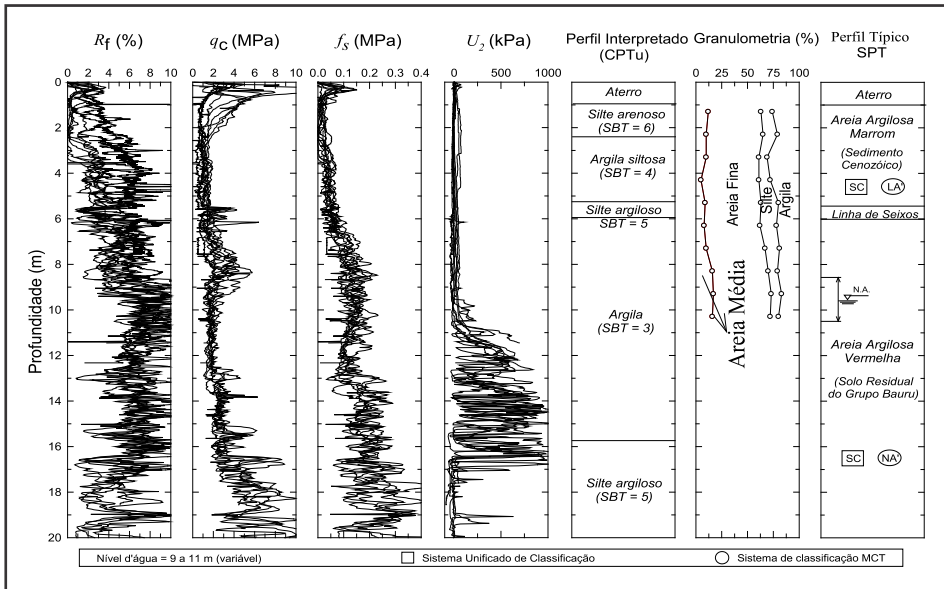 Rf (%)
qc (MPa)
fs (MPa)
U2 (kPa)
Perfil Interpretado
(CPTu)
Granulometria (%)
Perfil Típico
SPT
0 2 4 6 8 10
0 2 4 6 8 10
0.0 0.1 0.2 0.3 0.4
0 500 1000
0 25 50 75 100
Profundidade (m)
0
2
4
6
8
10
12
14
16
18
20
Aterro
Silte arenoso
(SBT = 6)
Argila siltosa
(SBT = 4)
Silte argiloso
SBT = 5
Argila
(SBT = 3)
Silte argiloso
(SBT = 5)
Areia Média
Areia Fina
Silte
Argila
Aterro
Areia Argilosa
Marrom
(Sedimento
Cenozóico)
SC LA'
Linha de Seixos
N.A.
Areia Argilosa
Vermelha
(Solo Residual
do Grupo Bauru)
SC NA'
Nível d'água = 9 a 11 m (variável)
Sistema Unificado de Classificação
Sistema de classificação MCT